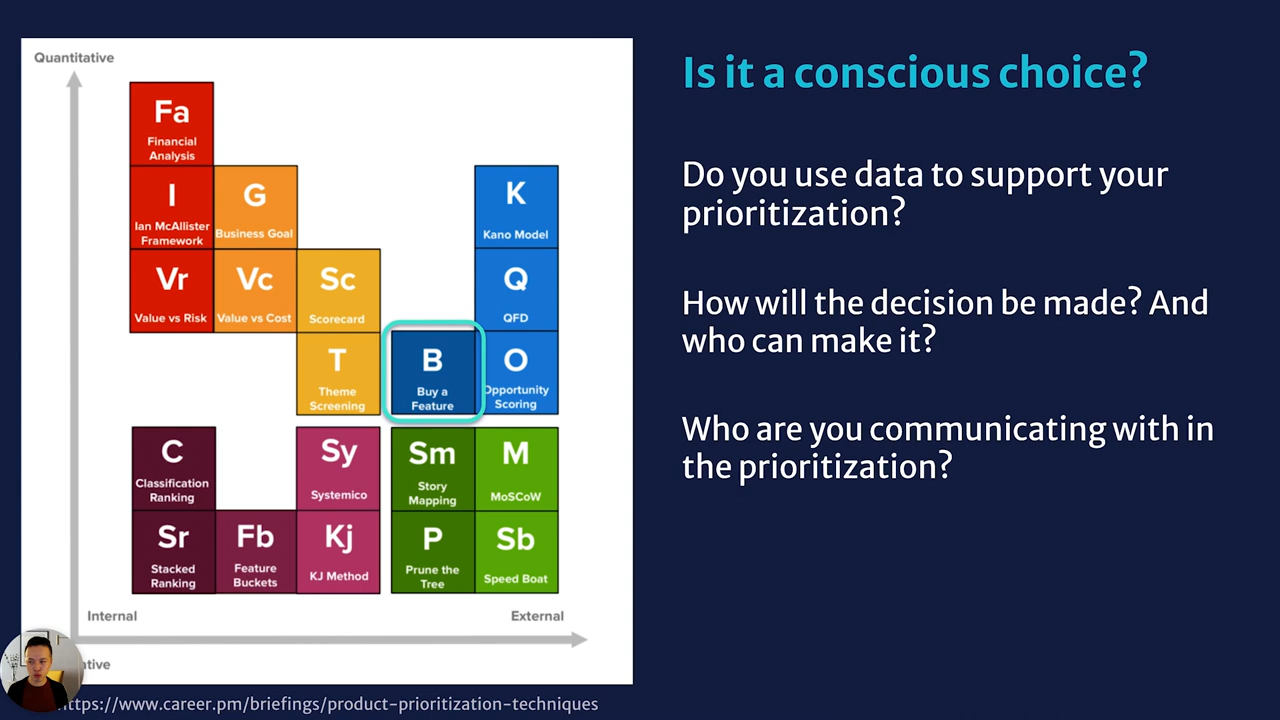 Quantitative
Fa
Financial
Analysis
I
Ian McAllister
Framework
G
Business Goal
K
Kano Model
Vr
Value vs Risk
Vc
Value vs Cost
Sc
Scorecard
Q
QFD
T
Theme
Screening
B
Buy a
Feature
O
Opportunity
Scoring
C
Classification
Ranking
Sy
Systemico
Sm
Story
Mapping
M
MoSCoW
Sr
Stacked
Ranking
Fb
Feature
Buckets
Kj
KJ Method
P
Prune the
Tree
Sb
Speed Boat
Internal
External
https://www.career.pm/briefings/product-prioritization-techniques
Is it a conscious choice?
Do you use data to support your
prioritization?
How will the decision be made? And
who can make it?
Who are you communicating with in
the prioritization?